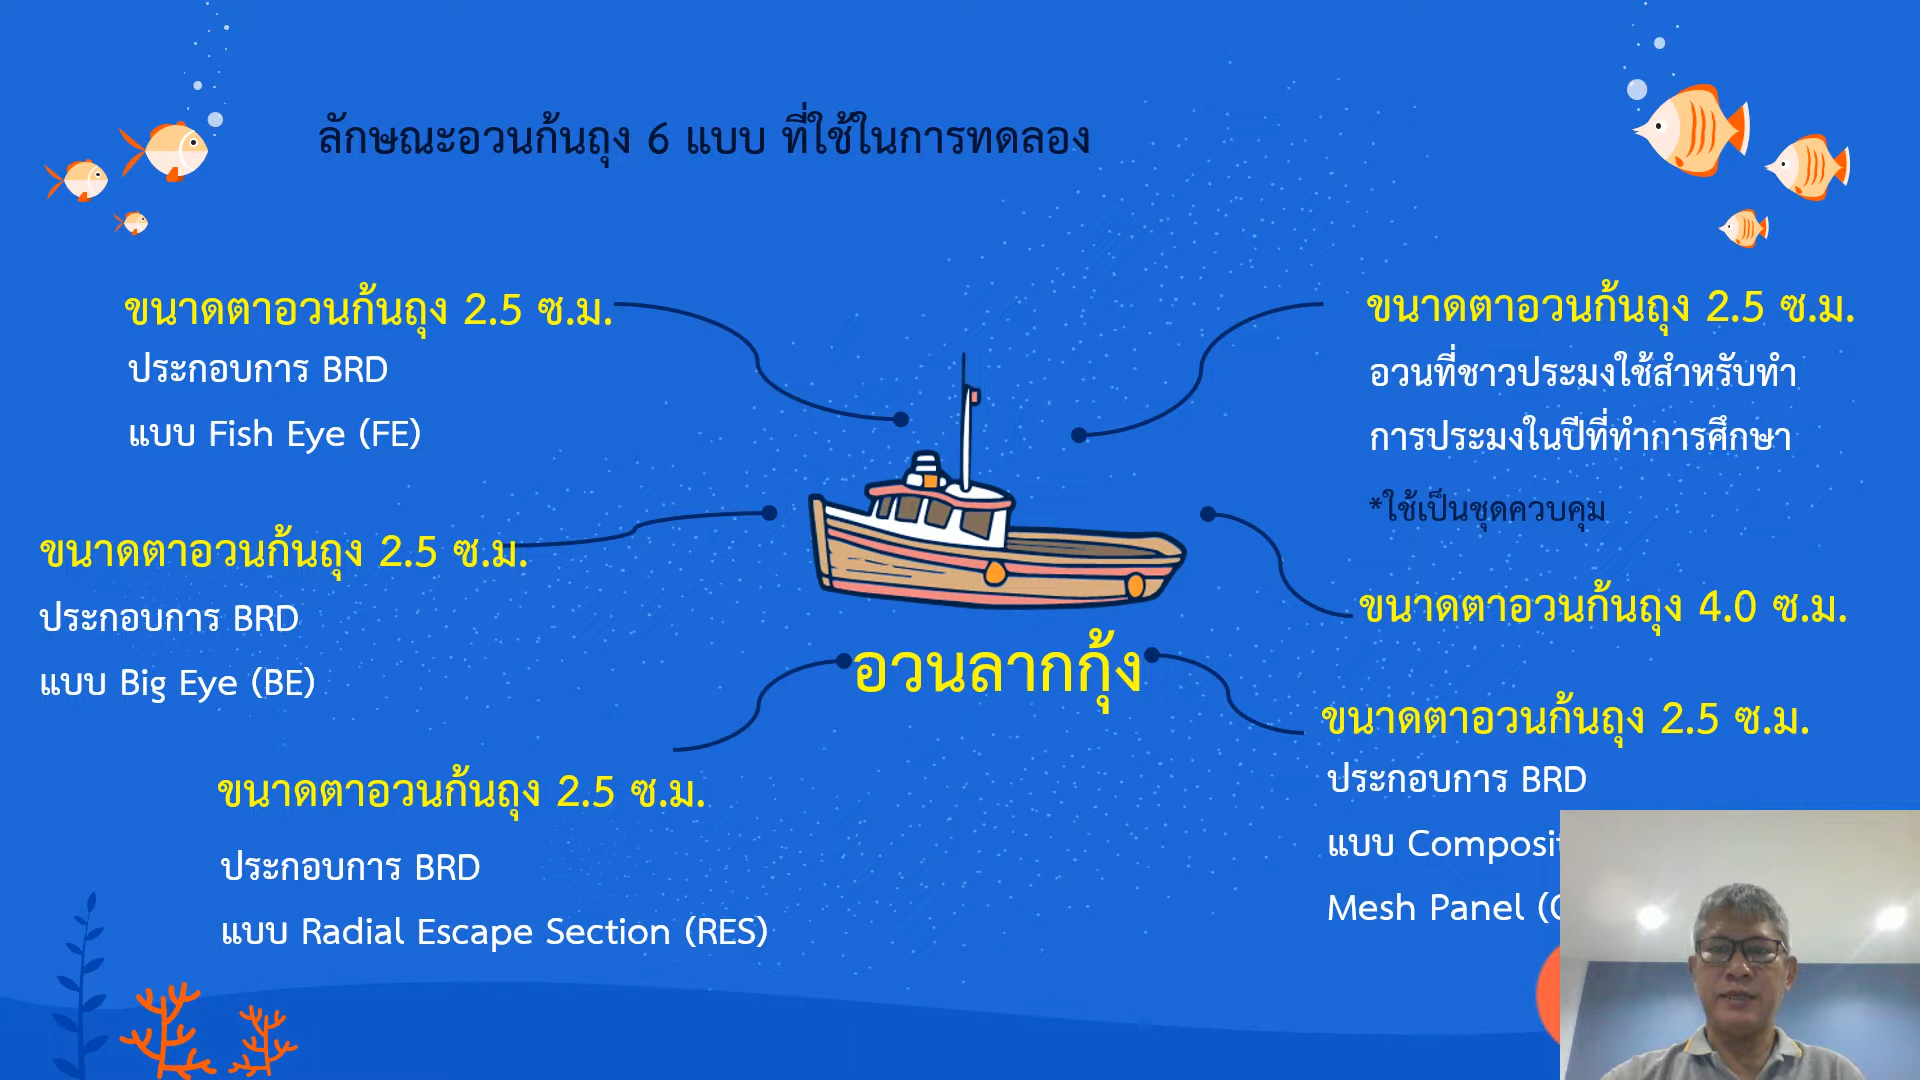 ลักษณะอวนก้นถุง 6 แบบ ที่ใช้ในการทดลอง
ขนาดตาอวนก้นถุง 2.5 ซ.ม.
ประกอบการ BRD
แบบ Fish Eye (FE)
ขนาดตาอวนก้นถุง 2.5 ซ.ม.
ประกอบการ BRD
แบบ Big Eye (BE)
ขนาดตาอวนก้นถุง 2.5 ซ.ม.
ประกอบการ BRD
แบบ Radial Escape Section (RES)
อวนลากกุ้ง
ขนาดตาอวนก้นถุง 2.5 ซ.ม.
อวนที่ชาวประมงใช้สำหรับทำ
การประมงในปีที่ทำการศึกษา
*ใช้เป็นชุดควบคุม
ขนาดตาอวนก้นถุง 4.0 ซ.ม.
ขนาดตาอวนก้นถุง 2.5 ซ.ม.
ประกอบการ BRD
แบบ
Mesh Panel